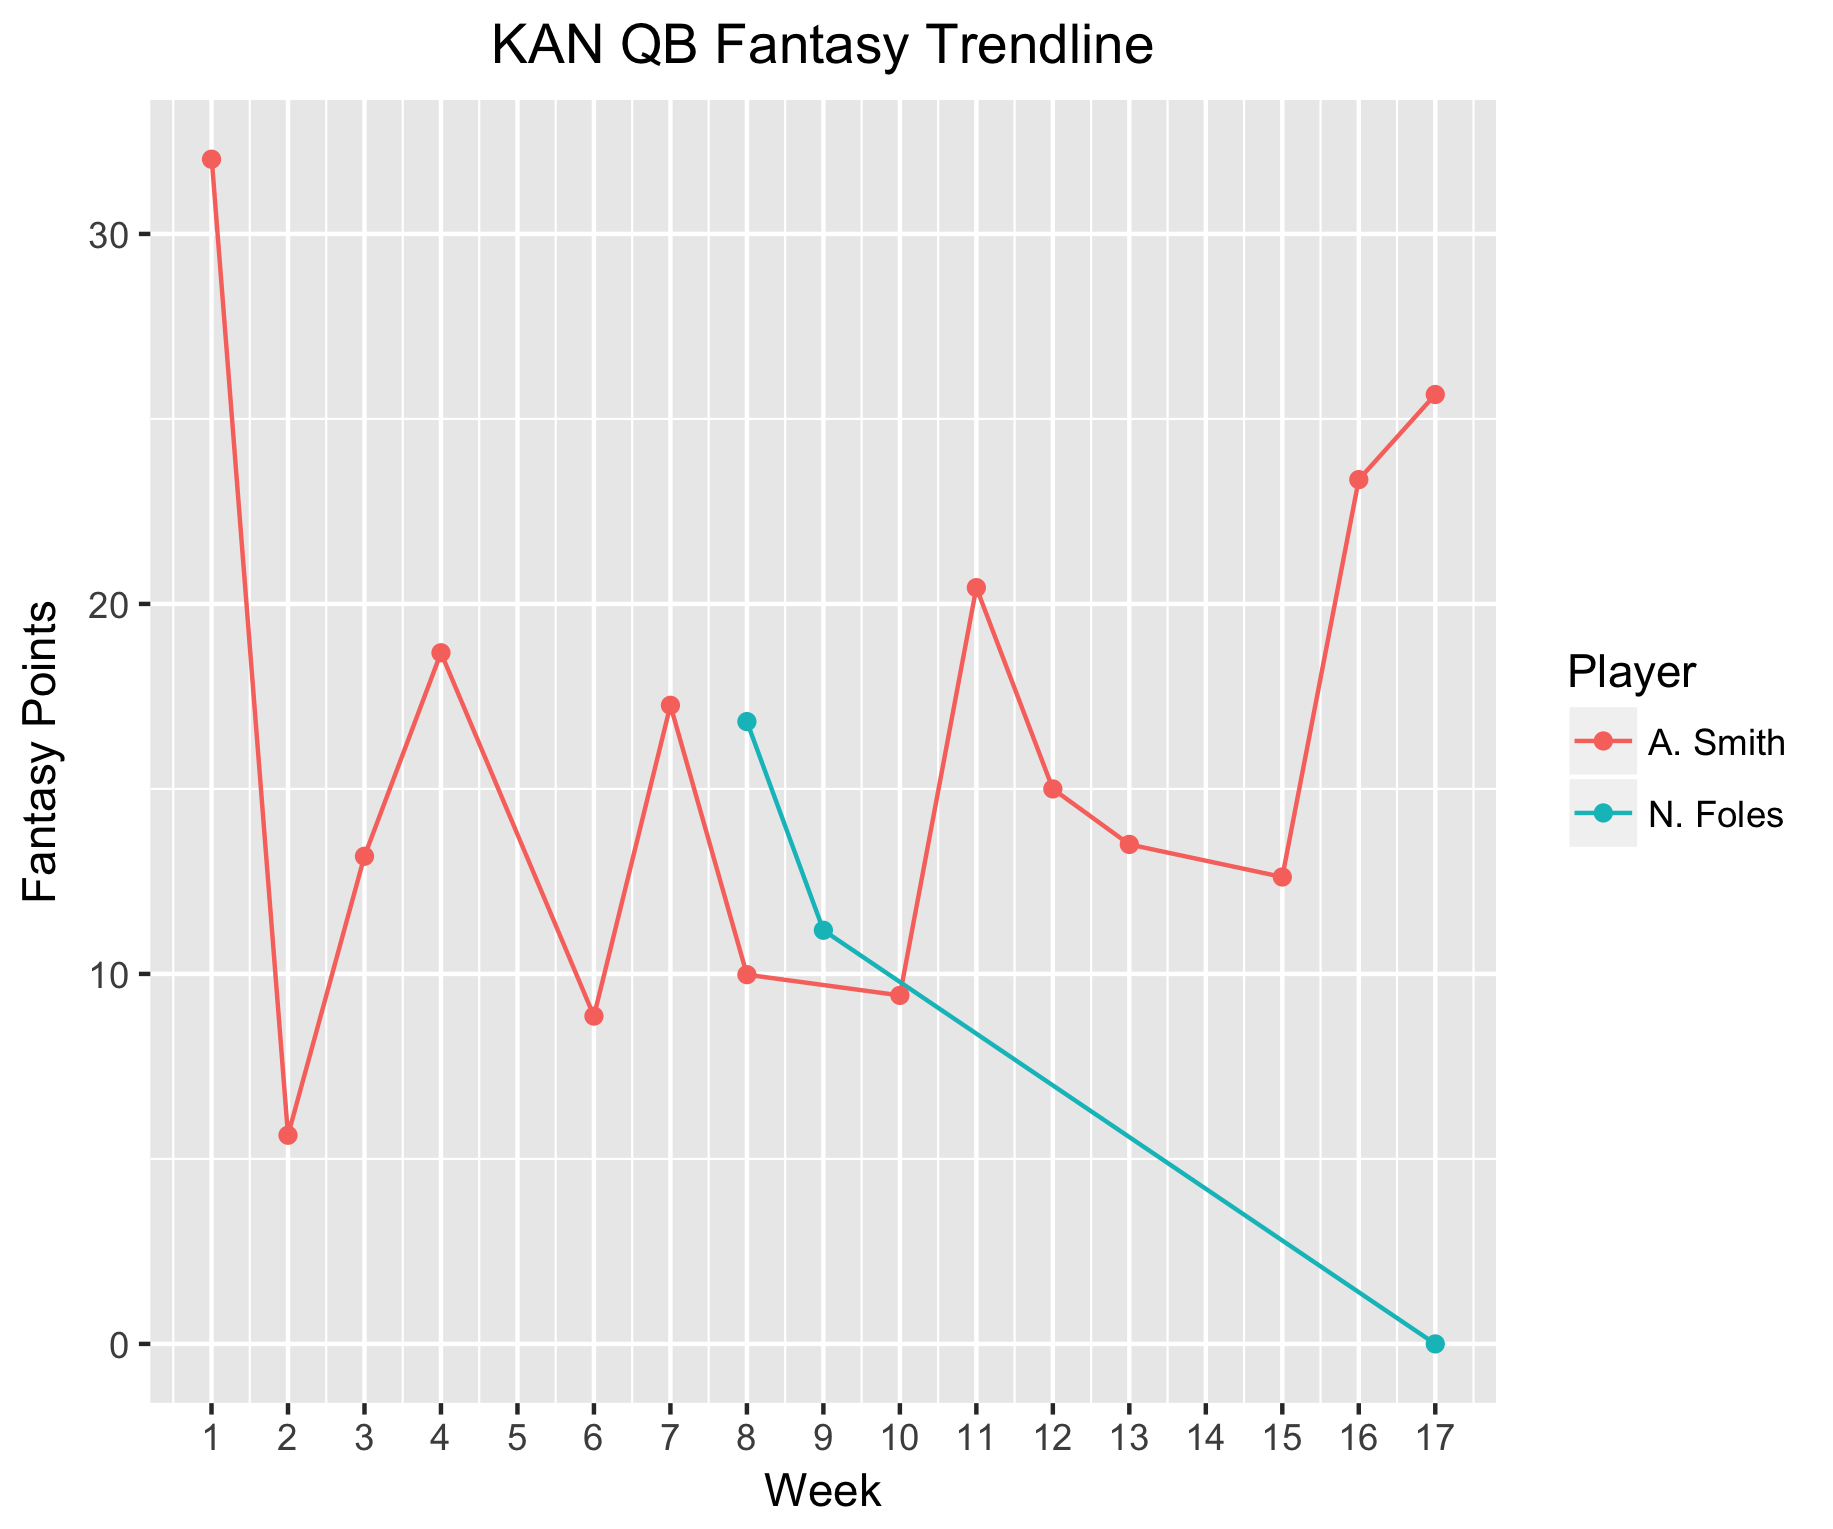 KAN QB Fantasy Trendline
Fantasy Points
30
20
10
0
1 2 3 4 5 6 7 8 9 10 11 12 13 14 15 16 17
Week
Player
A. Smith
N. Foles